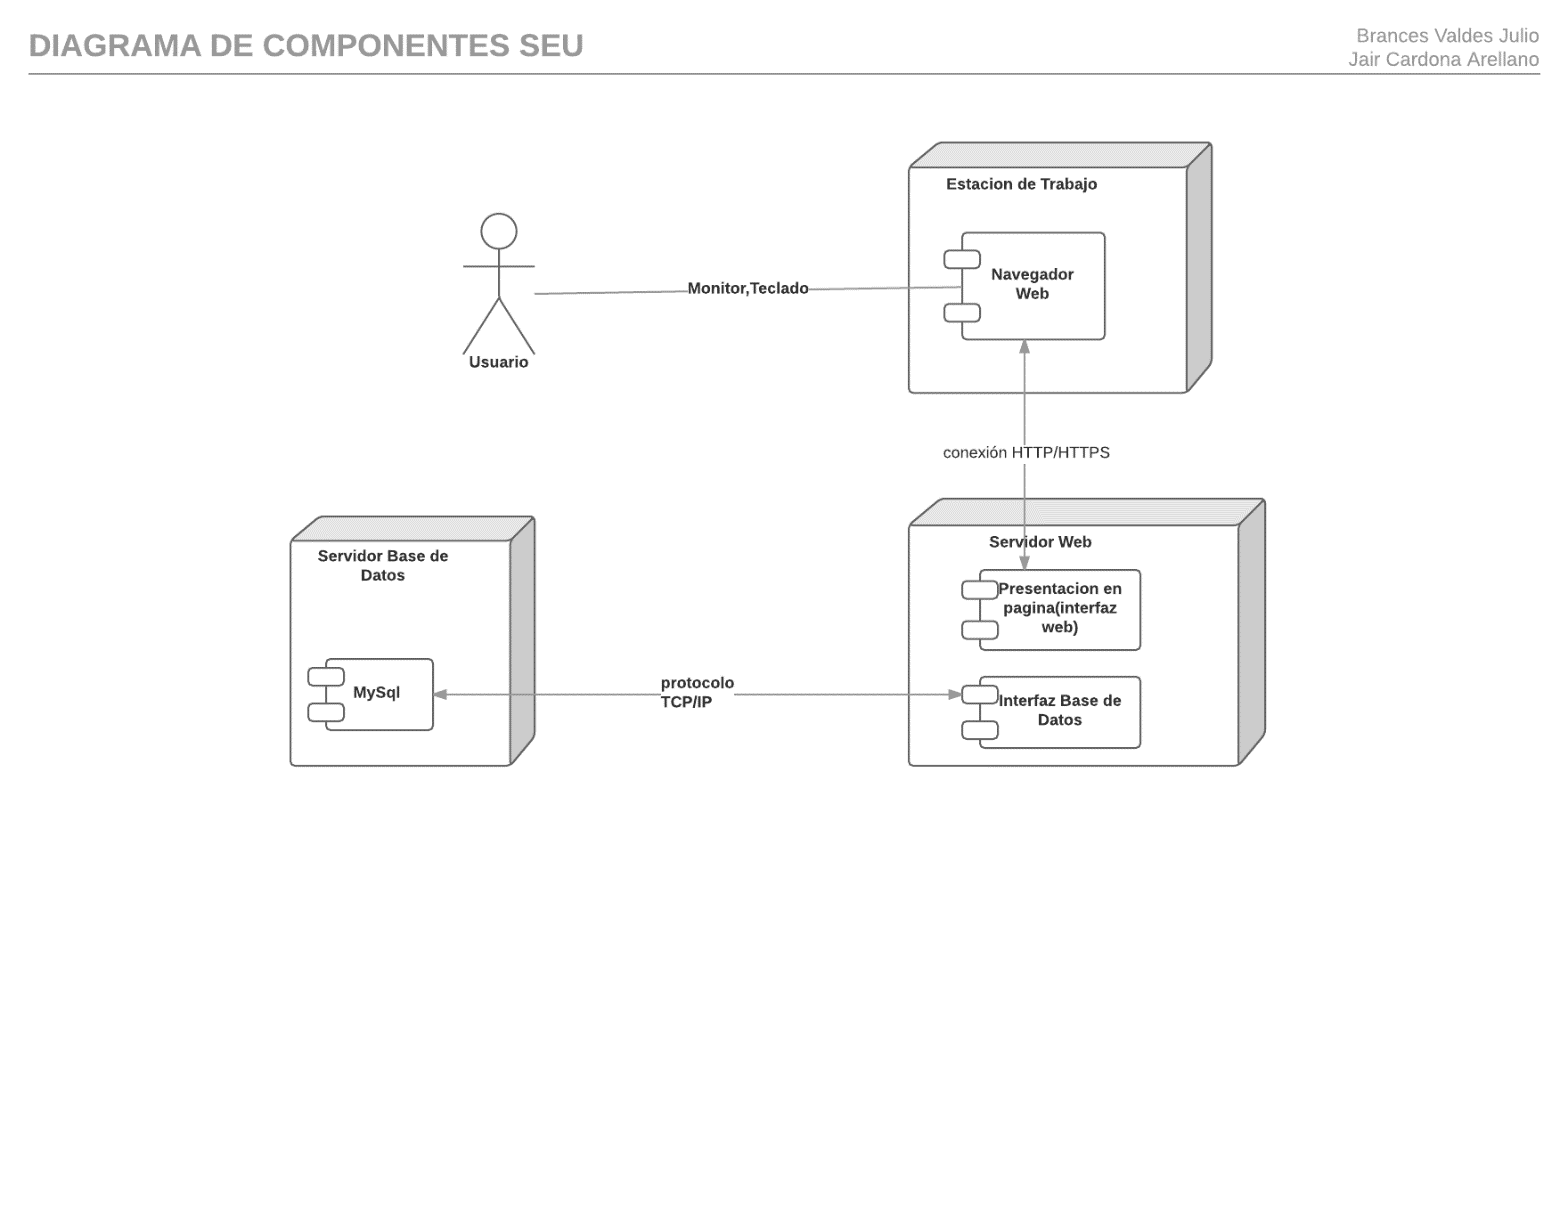 DIAGRAMA DE COMPONENTES SEU
Brances Valdes Julio
Jair Cardona Arellano
Estacion de Trabajo
Navegador
Web
Monitor,Teclado
Usuario
conexión HTTP/HTTPS
Servidor Base de
Datos
MySql
protocolo
TCP/IP
Servidor Web
Presentacion en
pagina(interfaz
web)
Interfaz Base de
Datos